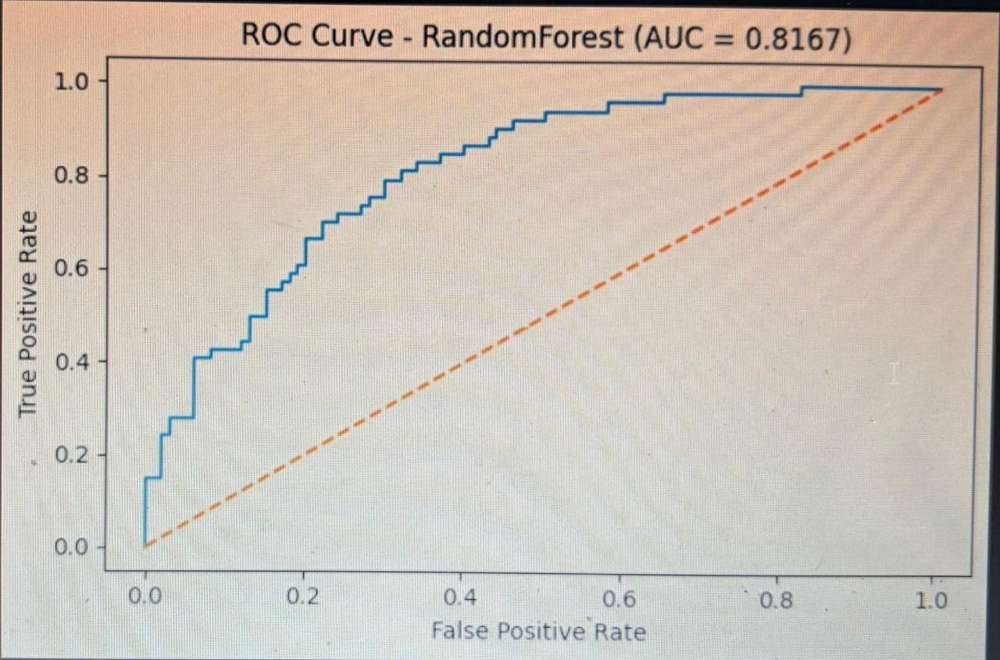 ROC Curve - RandomForest (AUC = 0.8167)
1.0
0.8
0.6
0.4
0.2
0.0
True Positive Rate
0.0 0.2 0.4 0.6 0.8 1.0
False Positive Rate